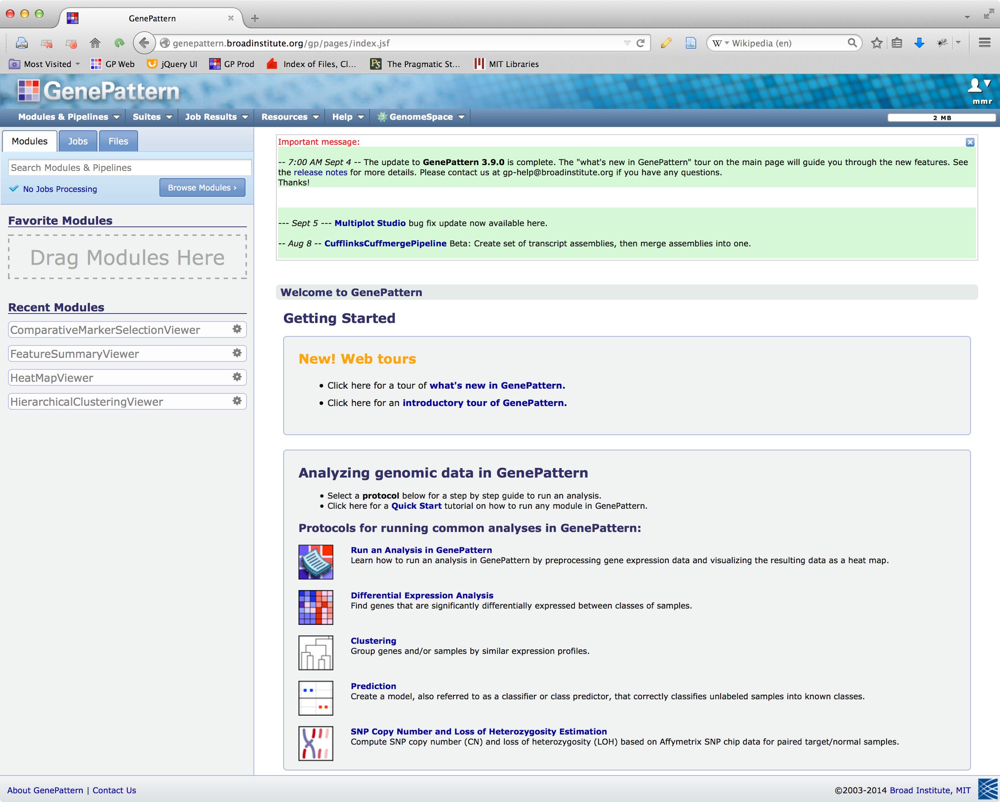 GenePattern
genepattern.broadinstitute.org/gp/pages/index.jsf
W Wikipedia (en)
Most Visited GP Web jQuery UI GP Prod Index of Files, Cl... The Pragmatic St... MIT Libraries
GenePattern
mmr
Modules & Pipelines Suites Job Results Resources Help GenomeSpace 2 MB
Modules Jobs Files
Search Modules & Pipelines
No Jobs Processing Browse Modules ›
Favorite Modules
Drag Modules Here
Recent Modules
ComparativeMarkerSelectionViewer
FeatureSummaryViewer
HeatMapViewer
HierarchicalClusteringViewer
Important message:
-- 7:00 AM Sept 4 -- The update to GenePattern 3.9.0 is complete. The "what's new in GenePattern" tour on the main page will guide you through the new features. See
the release notes for more details. Please contact us at gp-help@broadinstitute.org if you have any questions.
Thanks!
--- Sept 5 --- Multiplot Studio bug fix update now available here.
-- Aug 8 -- CufflinksCuffmergePipeline Beta: Create set of transcript assemblies, then merge assemblies into one.
Welcome to GenePattern
Getting Started
New! Web tours
• Click here for a tour of what's new in GenePattern.
• Click here for an introductory tour of GenePattern.
Analyzing genomic data in GenePattern
• Select a protocol below for a step by step guide to run an analysis.
• Click here for a Quick Start tutorial on how to run any module in GenePattern.
Protocols for running common analyses in GenePattern:
Run an Analysis in GenePattern
Learn how to run an analysis in GenePattern by preprocessing gene expression data and visualizing the resulting data as a heat map.
Differential Expression Analysis
Find genes that are significantly differentially expressed between classes of samples.
Clustering
Group genes and/or samples by similar expression profiles.
Prediction
Create a model, also referred to as a classifier or class predictor, that correctly classifies unlabeled samples into known classes.
SNP Copy Number and Loss of Heterozygosity Estimation
Compute SNP copy number (CN) and loss of heterozygosity (LOH) based on Affymetrix SNP chip data for paired target/normal samples.
About GenePattern | Contact Us ©2003-2014 Broad Institute, MIT